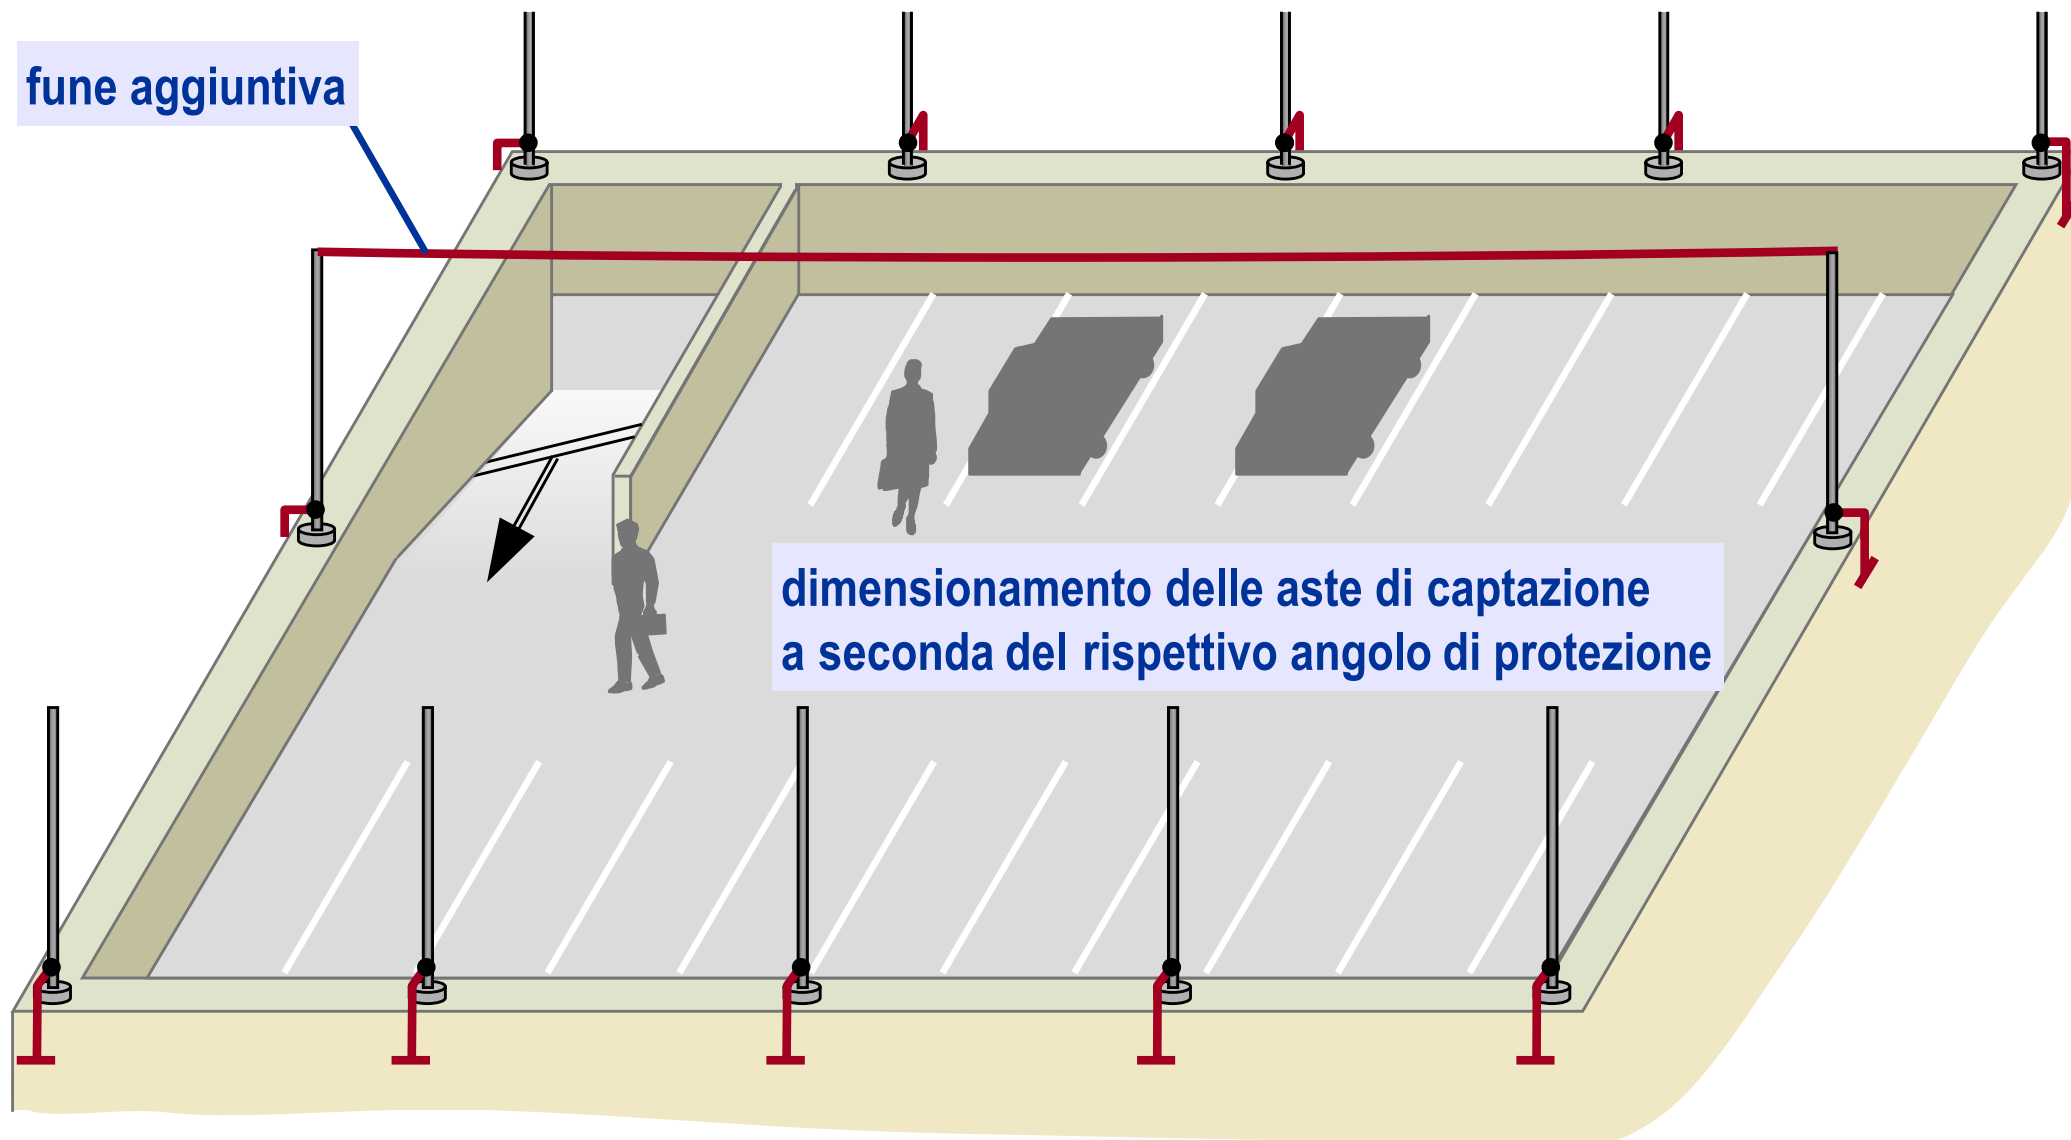 fune aggiuntiva
dimensionamento delle aste di captazione
a seconda del rispettivo angolo di protezione